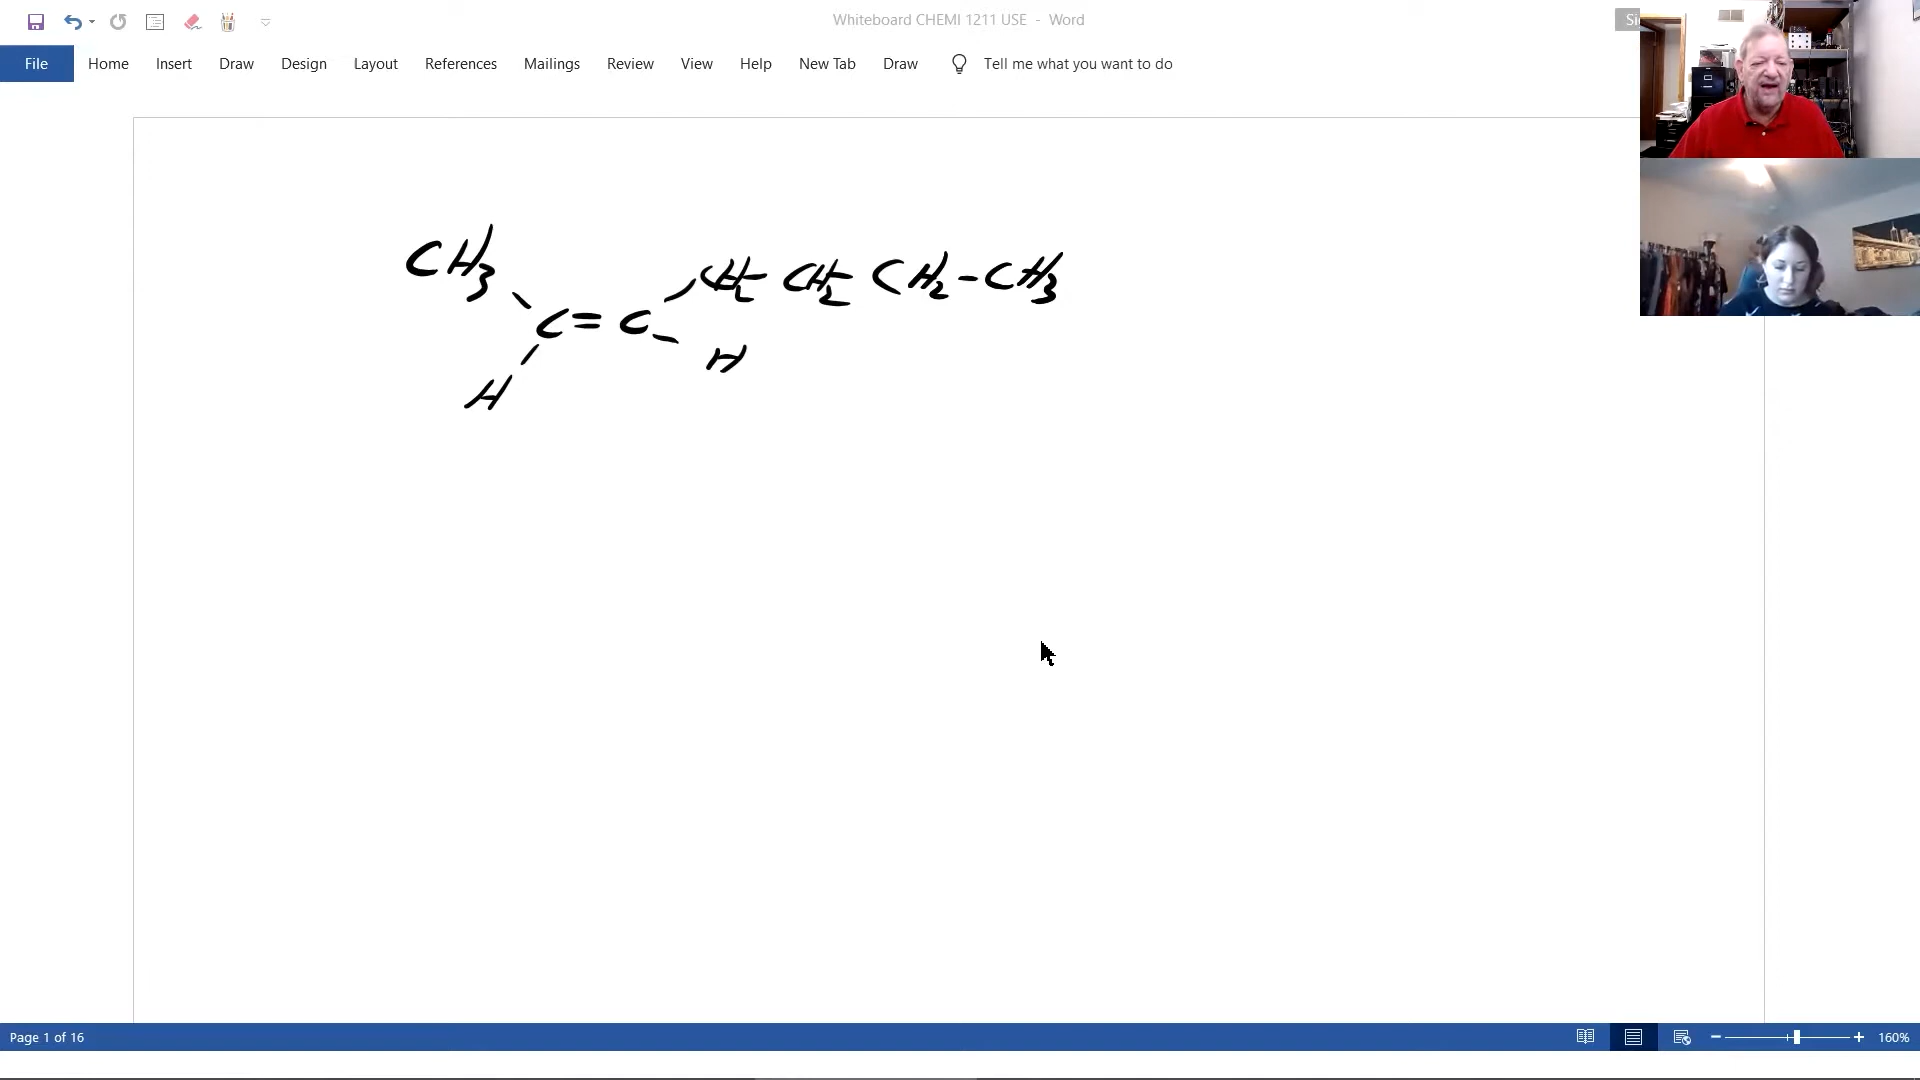 Whiteboard CHEMI 1211 USE - Word
File Home Insert Draw Design Layout References Mailings Review View Help New Tab Draw Tell me what you want to do
CH3 CH2-CH2-CH2-CH3
C=C
H H
Page 1 of 16 160%